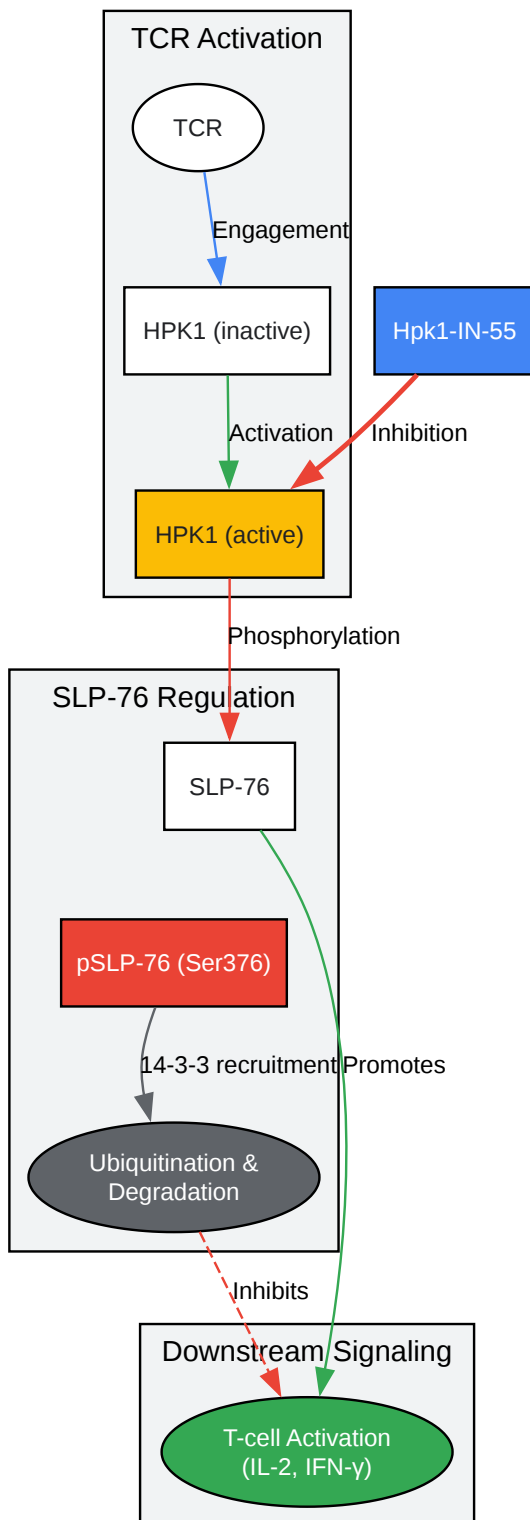 TCR Activation
TCR
Engagement
HPK1 (inactive)
Hpk1-IN-55
Activation
Inhibition
HPK1 (active)
Phosphorylation
SLP-76 Regulation
SLP-76
pSLP-76 (Ser376)
14-3-3 recruitment
Promotes
Ubiquitination &
Degradation
Inhibits
Downstream Signaling
T-cell Activation
(IL-2, IFN-γ)